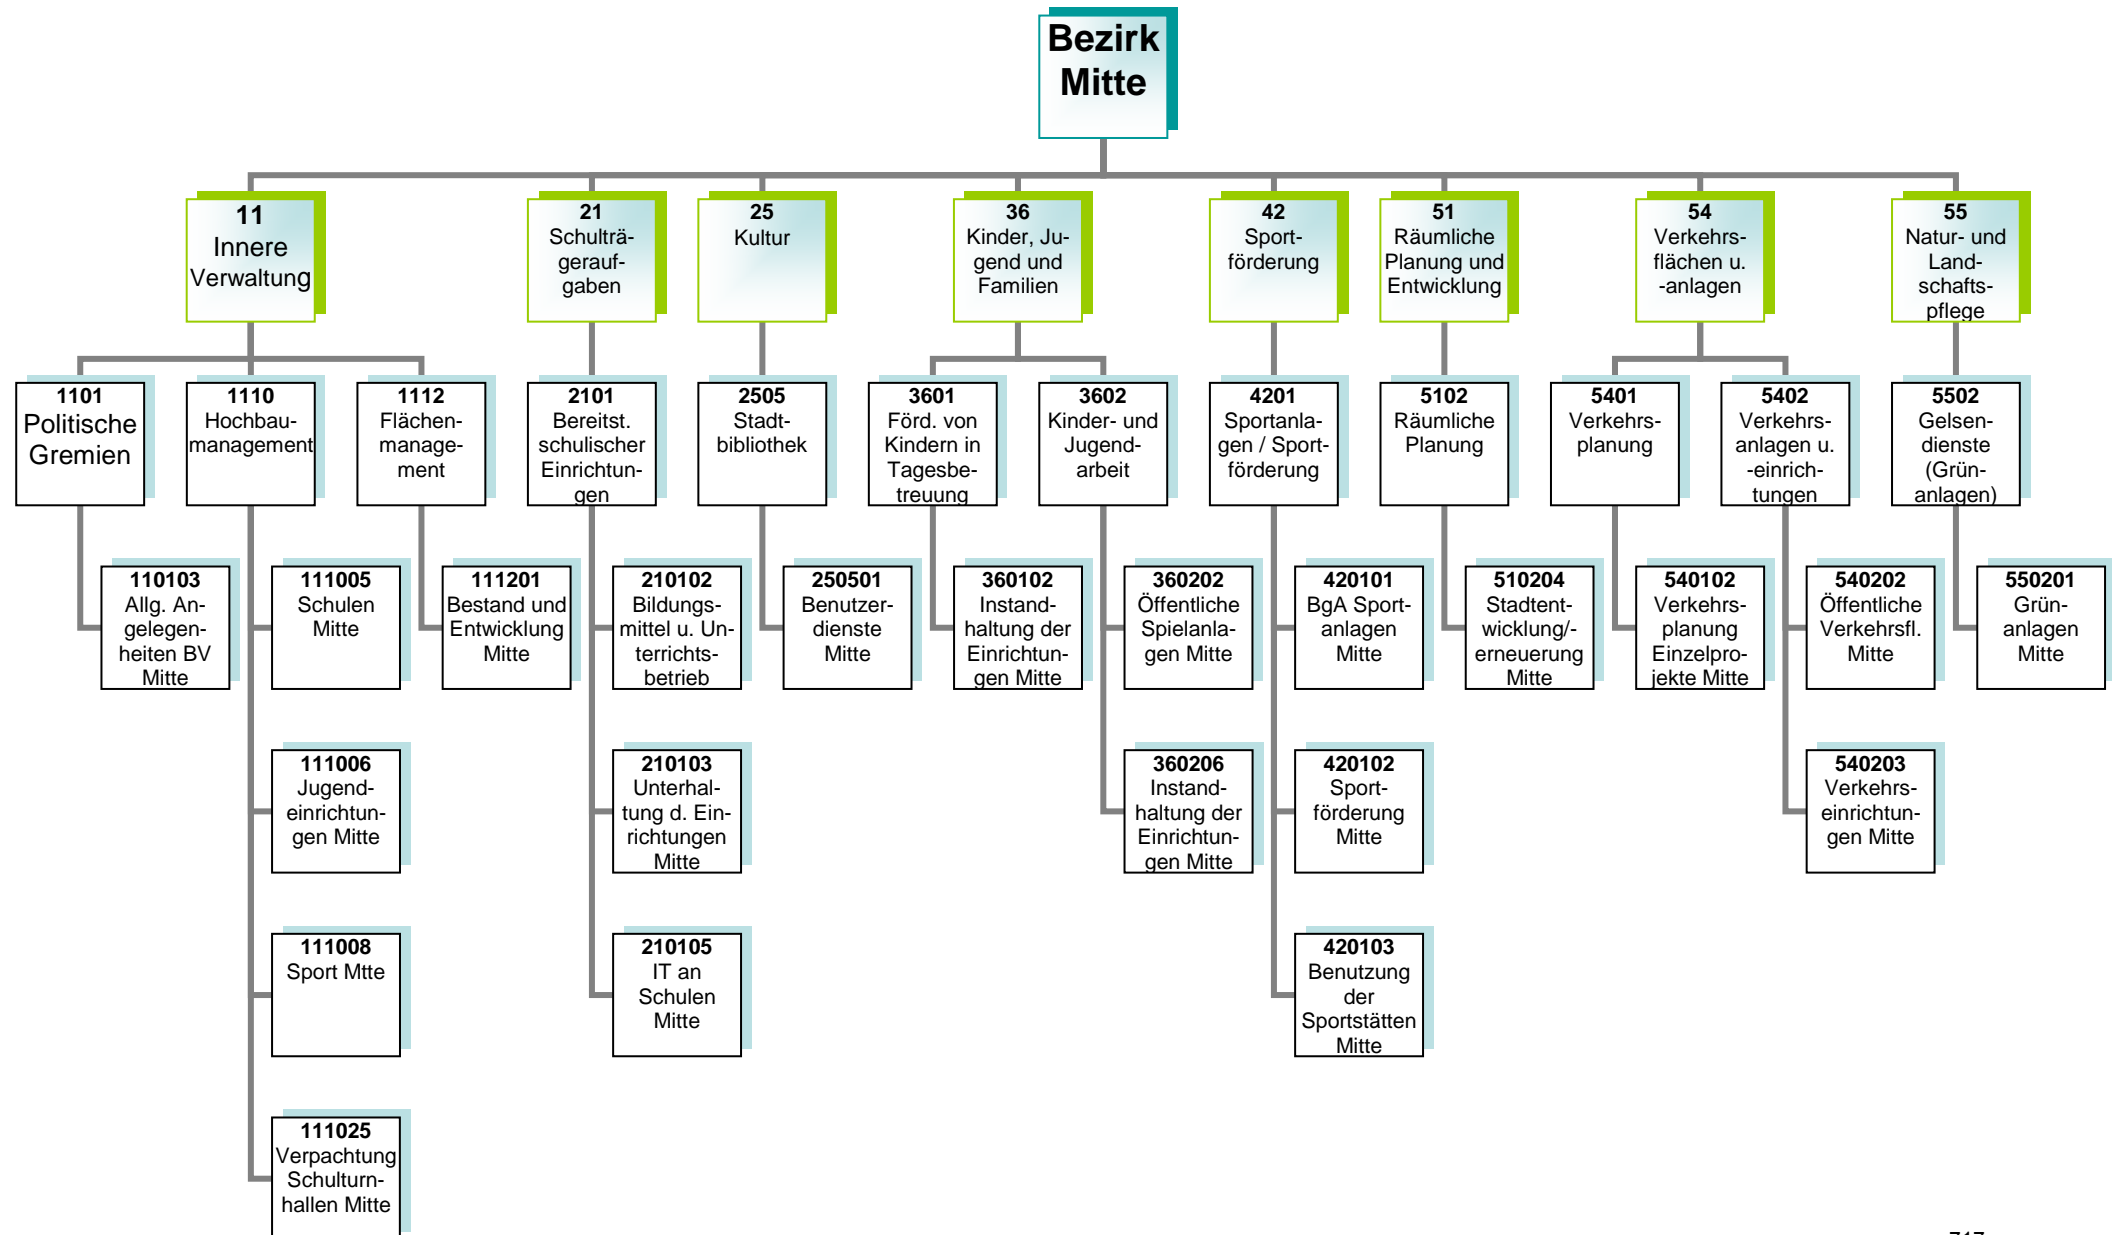 Bezirk
Mitte
11
Innere
Verwaltung
21
Schulträ-
gerauf-
gaben
25
Kultur
36
Kinder, Ju-
gend und
Familien
42
Sport-
förderung
51
Räumliche
Planung und
Entwicklung
54
Verkehrs-
flächen u.
-anlagen
55
Natur- und
Land-
schafts-
pflege
1101
Politische
Gremien
1110
Hochbau-
management
1112
Flächen-
manage-
ment
2101
Bereitst.
schulischer
Einrichtun-
gen
2505
Stadt-
bibliothek
3601
Förd. von
Kindern in
Tagesbe-
treuung
3602
Kinder- und
Jugend-
arbeit
4201
Sportanla-
gen / Sport-
förderung
5102
Räumliche
Planung
5401
Verkehrs-
planung
5402
Verkehrs-
anlagen u.
-einrich-
tungen
5502
Gelsen-
dienste
(Grün-
anlagen)
110103
Allg. An-
gelegen-
heiten BV
Mitte
111005
Schulen
Mitte
111201
Bestand und
Entwicklung
Mitte
210102
Bildungs-
mittel u. Un-
terrichts-
betrieb
250501
Benutzer-
dienste
Mitte
360102
Instand-
haltung der
Einrichtun-
gen Mitte
360202
Öffentliche
Spielanla-
gen Mitte
420101
BgA Sport-
anlagen
Mitte
510204
Stadtent-
wicklung/-
erneuerung
Mitte
540102
Verkehrs-
planung
Einzelpro-
jekte Mitte
540202
Öffentliche
Verkehrsfl.
Mitte
550201
Grün-
anlagen
Mitte
111006
Jugend-
einrichtun-
gen Mitte
210103
Unterhal-
tung d. Ein-
richtungen
Mitte
360206
Instand-
haltung der
Einrichtun-
gen Mitte
420102
Sport-
förderung
Mitte
540203
Verkehrs-
einrichtun-
gen Mitte
111008
Sport Mtte
210105
IT an
Schulen
Mitte
420103
Benutzung
der
Sportstätten
Mitte
111025
Verpachtung
Schulturn-
hallen Mitte
717